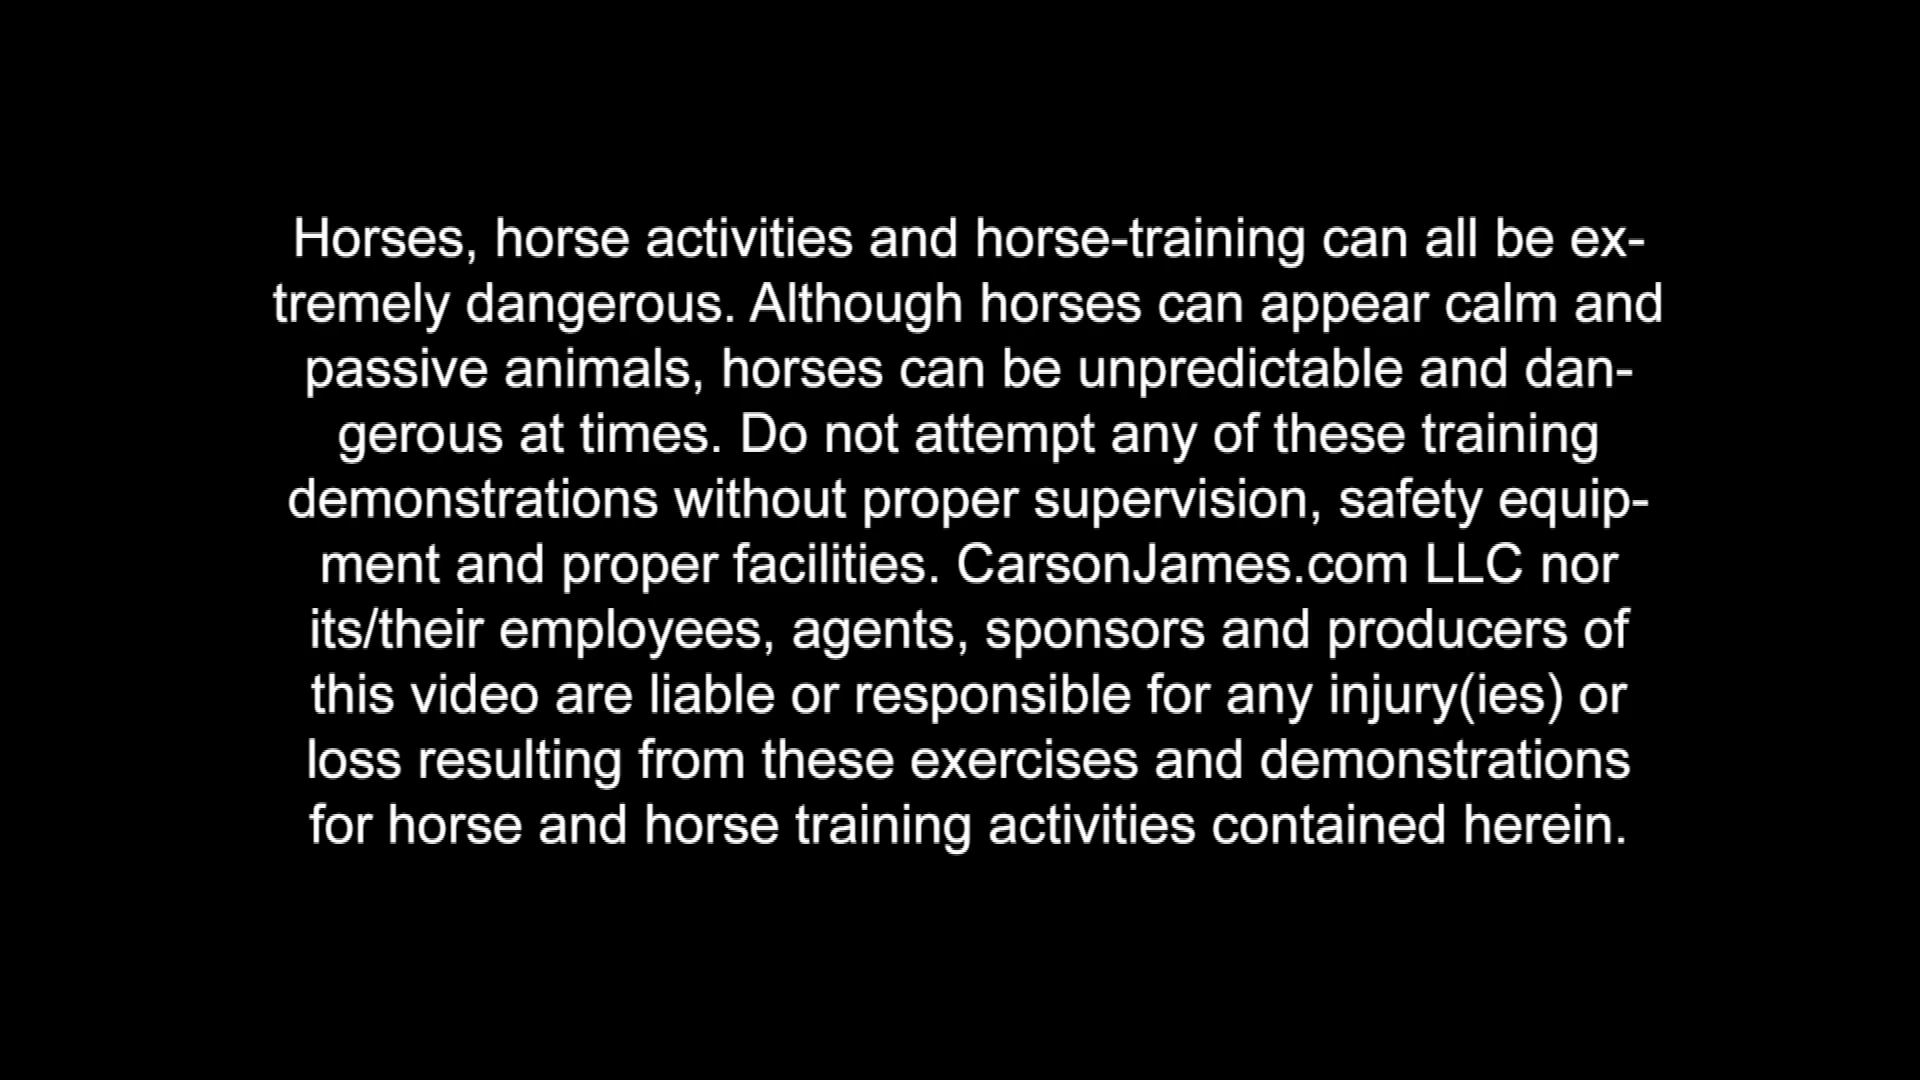 Horses, horse activities and horse-training can all be ex-
tremely dangerous. Although horses can appear calm and
passive animals, horses can be unpredictable and dan-
gerous at times. Do not attempt any of these training
demonstrations without proper supervision, safety equip-
ment and proper facilities. CarsonJames.com LLC nor
its/their employees, agents, sponsors and producers of
this video are liable or responsible for any injury(ies) or
loss resulting from these exercises and demonstrations
for horse and horse training activities contained herein.